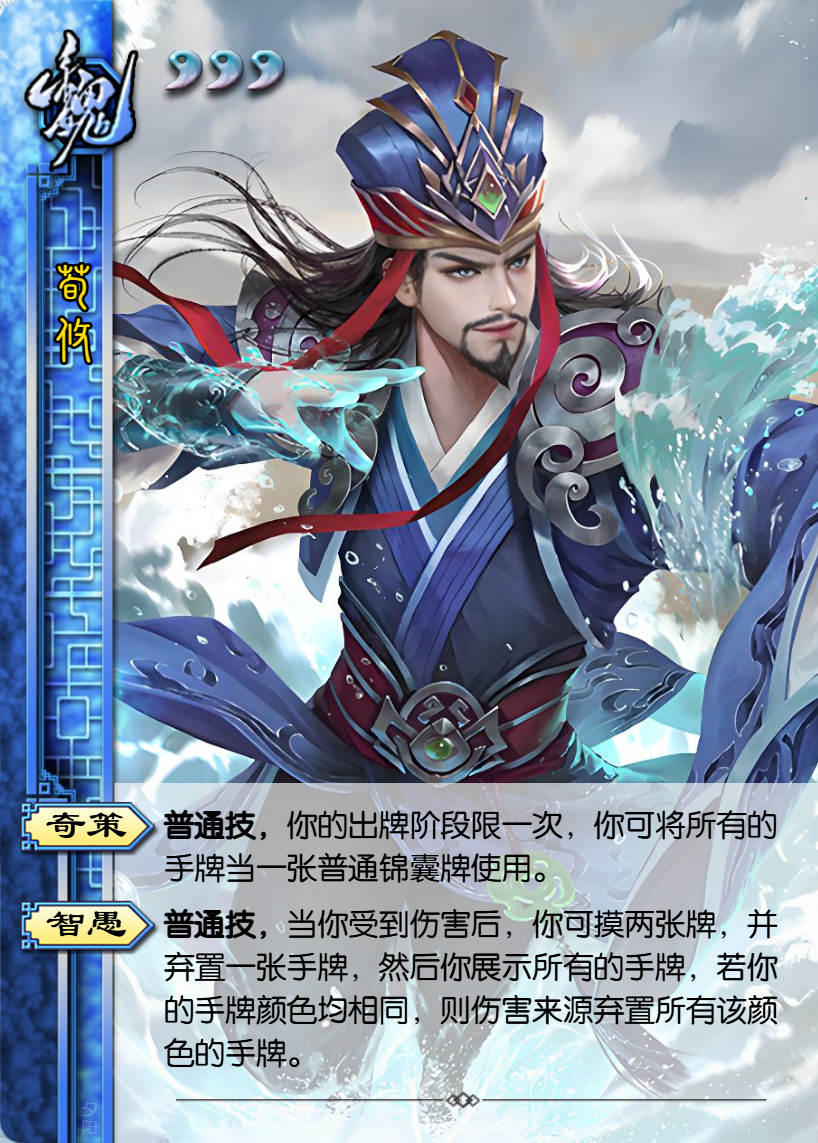 魏
荀攸
奇策
普通技，你的出牌阶段限一次，你可将所有的
手牌当一张普通锦囊牌使用。
智愚
普通技，当你受到伤害后，你可摸两张牌，并
弃置一张手牌，然后你展示所有的手牌，若你
的手牌颜色均相同，则伤害来源弃置所有该颜
色的手牌。
夕阳